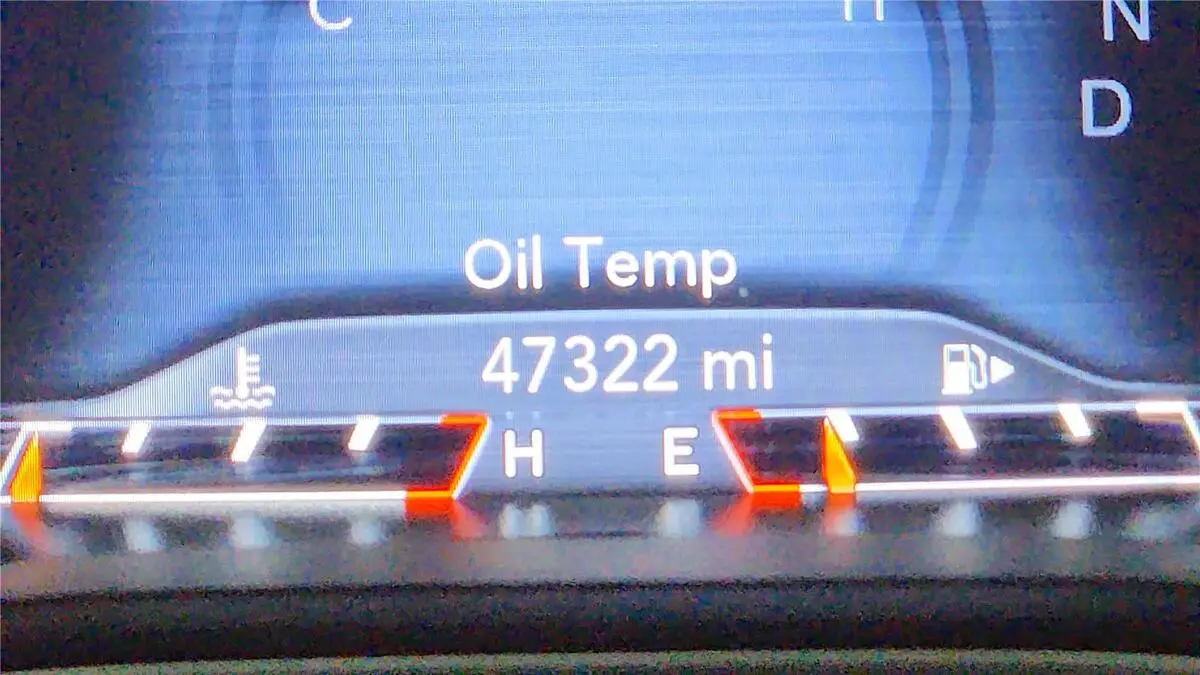 C H N
D
Oil Temp
47322 mi
H E